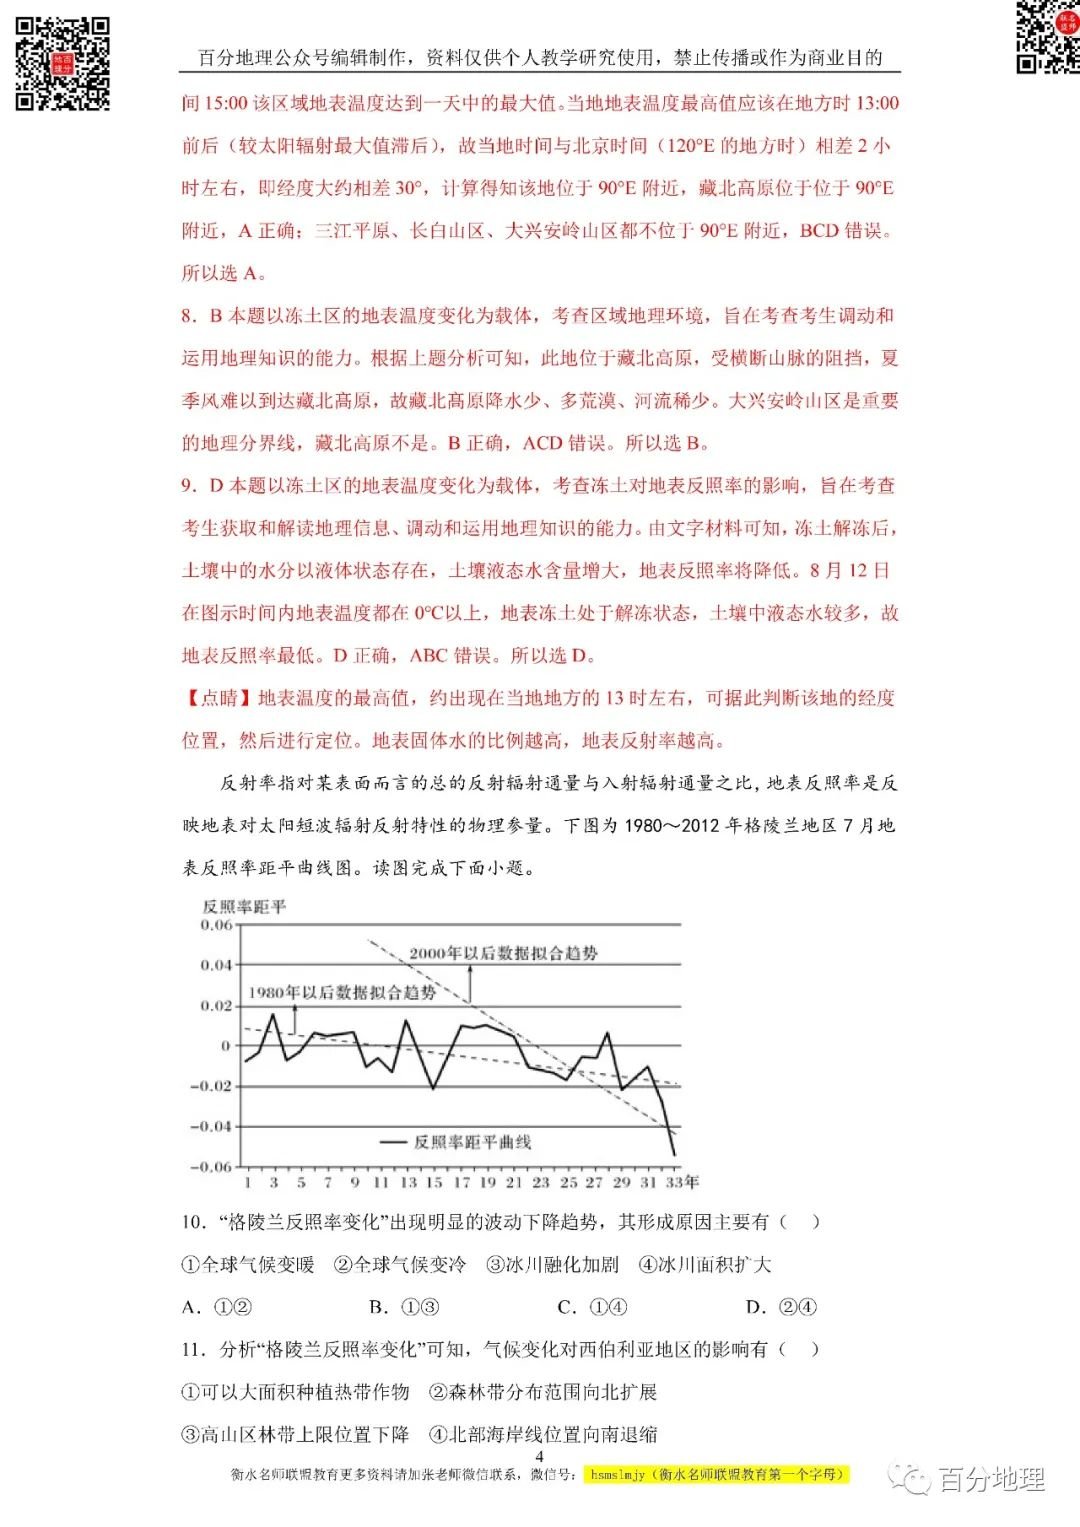 百分地理公众号编辑制作，资料仅供个人教学研究使用，禁止传播或作为商业目的
间 15:00 该区域地表温度达到一天中的最大值。当地地表温度最高值应该在地方时 13:00
前后（较太阳辐射最大值滞后），故当地时间与北京时间（120°E 的地方时）相差 2 小
时左右，即经度大约相差 30°，计算得知该地位于 90°E 附近，藏北高原位于位于 90°E
附近，A 正确；三江平原、长白山区、大兴安岭山区都不位于 90°E 附近，BCD 错误。
所以选 A。
8．B 本题以冻土区的地表温度变化为载体，考查区域地理环境，旨在考查考生调动和
运用地理知识的能力。根据上题分析可知，此地位于藏北高原，受横断山脉的阻挡，夏
季风难以到达藏北高原，故藏北高原降水少、多荒漠、河流稀少。大兴安岭山区是重要
的地理分界线，藏北高原不是。B 正确，ACD 错误。所以选 B。
9．D 本题以冻土区的地表温度变化为载体，考查冻土对地表反照率的影响，旨在考查
考生获取和解读地理信息、调动和运用地理知识的能力。由文字材料可知，冻土解冻后，
土壤中的水分以液体状态存在，土壤液态水含量增大，地表反照率将降低。8 月 12 日
在图示时间内地表温度都在 0℃以上，地表冻土处于解冻状态，土壤中液态水较多，故
地表反照率最低。D 正确，ABC 错误。所以选 D。
【点睛】地表温度的最高值，约出现在当地地方的 13 时左右，可据此判断该地的经度
位置，然后进行定位。地表固体水的比例越高，地表反射率越高。
反射率指对某表面而言的总的反射辐射通量与入射辐射通量之比，地表反照率是反
映地表对太阳短波辐射反射特性的物理参量。下图为 1980～2012 年格陵兰地区 7 月地
表反照率距平曲线图。读图完成下面小题。
反照率距平
0.06
2000年以后数据拟合趋势
0.04
1980年以后数据拟合趋势
0.02
0
-0.02
-0.04
反照率距平曲线
-0.06
1 3 5 7 9 11 13 15 17 19 21 23 25 27 29 31 33年
10．“格陵兰反照率变化”出现明显的波动下降趋势，其形成原因主要有（ ）
①全球气候变暖 ②全球气候变冷 ③冰川融化加剧 ④冰川面积扩大
A．①② B．①③ C．①④ D．②④
11．分析“格陵兰反照率变化”可知，气候变化对西伯利亚地区的影响有（ ）
①可以大面积种植热带作物 ②森林带分布范围向北扩展
③高山区林带上限位置下降 ④北部海岸线位置向南退缩
4
衡水名师联盟教育更多资料请加张老师微信联系，微信号： hsmslmjy（衡水名师联盟教育第一个字母）
百分地理